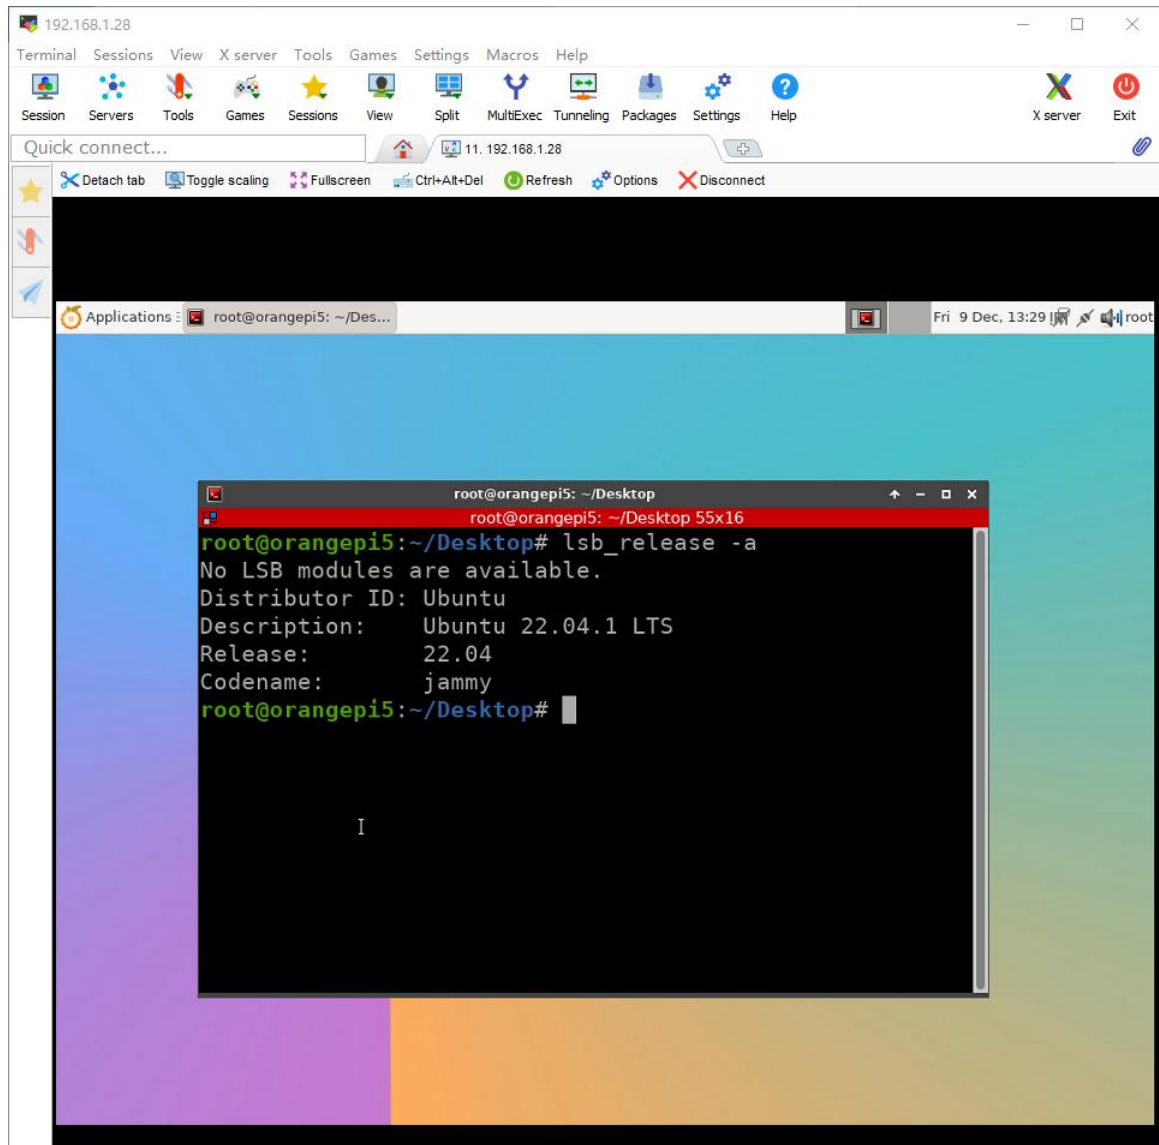 192.168.1.28
Terminal Sessions View X server Tools Games Settings Macros Help
Session Servers Tools Games Sessions View Split MultiExec Tunneling Packages Settings Help X server Exit
Quick connect... 11. 192.168.1.28
Detach tab Toggle scaling Fullscreen Ctrl+Alt+Del Refresh Options Disconnect
Applications root@orangepi5: ~/Des... Fri 9 Dec, 13:29 root
root@orangepi5: ~/Desktop
root@orangepi5: ~/Desktop 55x16
root@orangepi5:~/Desktop# lsb_release -a
No LSB modules are available.
Distributor ID: Ubuntu
Description: Ubuntu 22.04.1 LTS
Release: 22.04
Codename: jammy
root@orangepi5:~/Desktop#